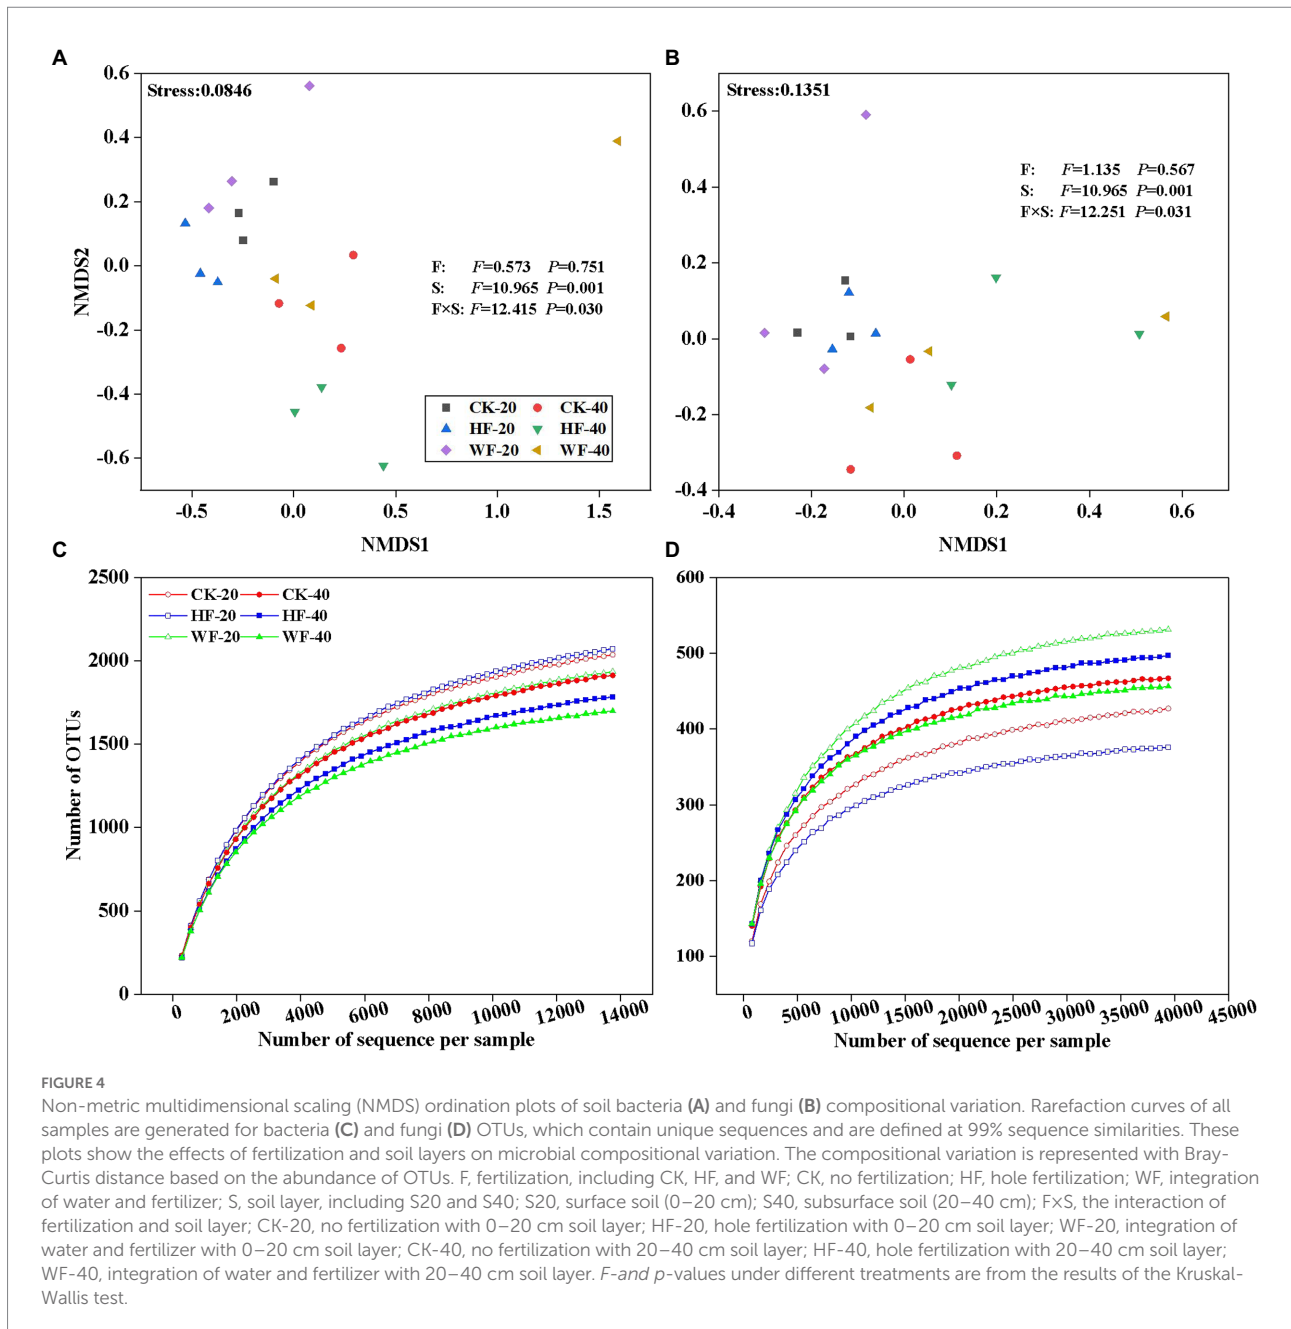 A
Stress:0.0846
0.6
0.4
0.2
0.0
-0.2
-0.4
-0.6
NMDS2
F: F=0.573 P=0.751
S: F=10.965 P=0.001
F×S: F=12.415 P=0.030
CK-20 CK-40
HF-20 HF-40
WF-20 WF-40
-0.5 0.0 0.5 1.0 1.5
NMDS1
B
Stress:0.1351
0.6
0.4
0.2
0.0
-0.2
-0.4
F: F=1.135 P=0.567
S: F=10.965 P=0.001
F×S: F=12.251 P=0.031
-0.4 -0.2 0.0 0.2 0.4 0.6
NMDS1
C
2500
2000
1500
1000
500
0
Number of OTUs
CK-20 CK-40
HF-20 HF-40
WF-20 WF-40
0 2000 4000 6000 8000 10000 12000 14000
Number of sequence per sample
D
600
500
400
300
200
100
0 5000 10000 15000 20000 25000 30000 35000 40000 45000
Number of sequence per sample
FIGURE 4
Non-metric multidimensional scaling (NMDS) ordination plots of soil bacteria (A) and fungi (B) compositional variation. Rarefaction curves of all
samples are generated for bacteria (C) and fungi (D) OTUs, which contain unique sequences and are defined at 99% sequence similarities. These
plots show the effects of fertilization and soil layers on microbial compositional variation. The compositional variation is represented with Bray-
Curtis distance based on the abundance of OTUs. F, fertilization, including CK, HF, and WF; CK, no fertilization; HF, hole fertilization; WF, integration
of water and fertilizer; S, soil layer, including S20 and S40; S20, surface soil (0–20 cm); S40, subsurface soil (20–40 cm); F×S, the interaction of
fertilization and soil layer; CK-20, no fertilization with 0–20 cm soil layer; HF-20, hole fertilization with 0–20 cm soil layer; WF-20, integration of
water and fertilizer with 0–20 cm soil layer; CK-40, no fertilization with 20–40 cm soil layer; HF-40, hole fertilization with 20–40 cm soil layer;
WF-40, integration of water and fertilizer with 20–40 cm soil layer. F-and p-values under different treatments are from the results of the Kruskal-
Wallis test.